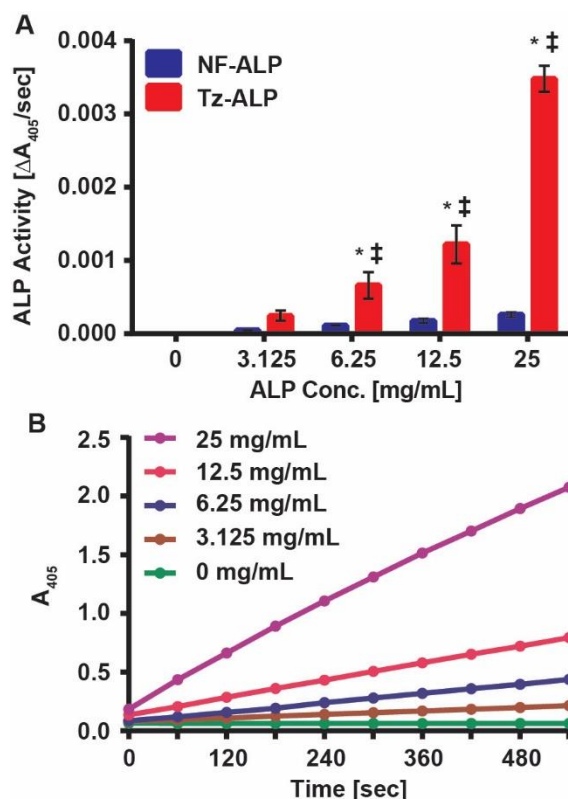 A
0.004
0.003
0.002
0.001
0.000
ALP Activity [ΔA405/sec]
NF-ALP
Tz-ALP
*‡
*‡
*‡
0
3.125
6.25
12.5
25
ALP Conc. [mg/mL]
B
2.5
2.0
1.5
1.0
0.5
0.0
A405
25 mg/mL
12.5 mg/mL
6.25 mg/mL
3.125 mg/mL
0 mg/mL
0
120
240
360
480
Time [sec]